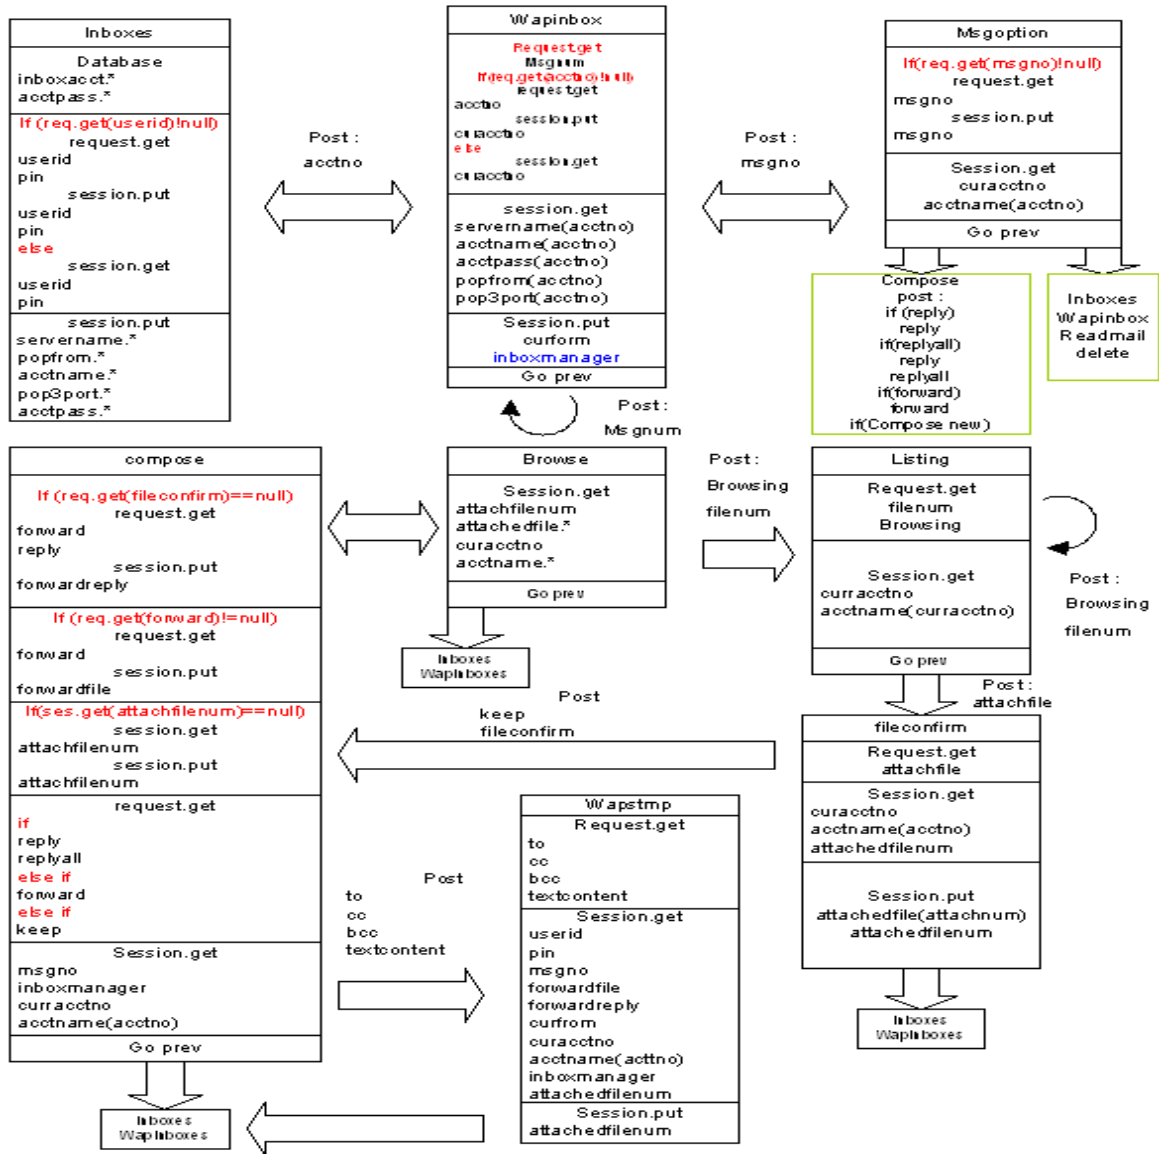 Inboxes
Database
inboxacct.*
acctpass.*
If (req.get(userid)!null)
request.get
userid
pin
session.put
userid
pin
else
session.get
userid
pin
session.put
servername.*
popfrom.*
acctname.*
pop3port.*
acctpass.*
Post :
acctno
Wapinbox
Request.get
Msgnum
If(req.get(acctno)!null)
request.get
acctno
session.put
curacctno
else
session.get
curacctno
session.get
servername(acctno)
acctname(acctno)
acctpass(acctno)
popfrom(acctno)
pop3port(acctno)
Session.put
curform
inboxmanager
Go prev
Post :
Msgnum
Post :
msgno
Msgoption
If(req.get(msgno)!null)
request.get
msgno
session.put
msgno
Session.get
curacctno
acctname(acctno)
Go prev
Compose
post :
if (reply)
reply
if(replyall)
reply
replyall
if(forward)
forward
if(Compose new)
Inboxes
Wapinbox
Readmail
delete
compose
If (req.get(fileconfirm)==null)
request.get
forward
reply
session.put
forwardreply
If (req.get(forward)!=null)
request.get
forward
session.put
forwardfile
If(ses.get(attachfilenum)==null)
session.get
attachfilenum
session.put
attachfilenum
request.get
if
reply
replyall
else if
forward
else if
keep
Session.get
msgno
inboxmanager
curracctno
acctname(acctno)
Go prev
Inboxes
WapInboxes
Browse
Session.get
attachfilenum
attachedfile.*
curacctno
acctname.*
Go prev
Inboxes
WapInboxes
Post :
Browsing
filenum
Listing
Request.get
filenum
Browsing
Session.get
curracctno
acctname(curracctno)
Go prev
Post :
Browsing
filenum
Post :
attachfile
fileconfirm
Request.get
attachfile
Session.get
curacctno
acctname(acctno)
attachedfilenum
Session.put
attachedfile(attachnum)
attachedfilenum
Inboxes
WapInboxes
Post
keep
fileconfirm
Post
to
cc
bcc
textcontent
Wapstmp
Request.get
to
cc
bcc
textcontent
Session.get
userid
pin
msgno
forwardfile
forwardreply
curfrom
curacctno
acctname(acttno)
inboxmanager
attachedfilenum
Session.put
attachedfilenum